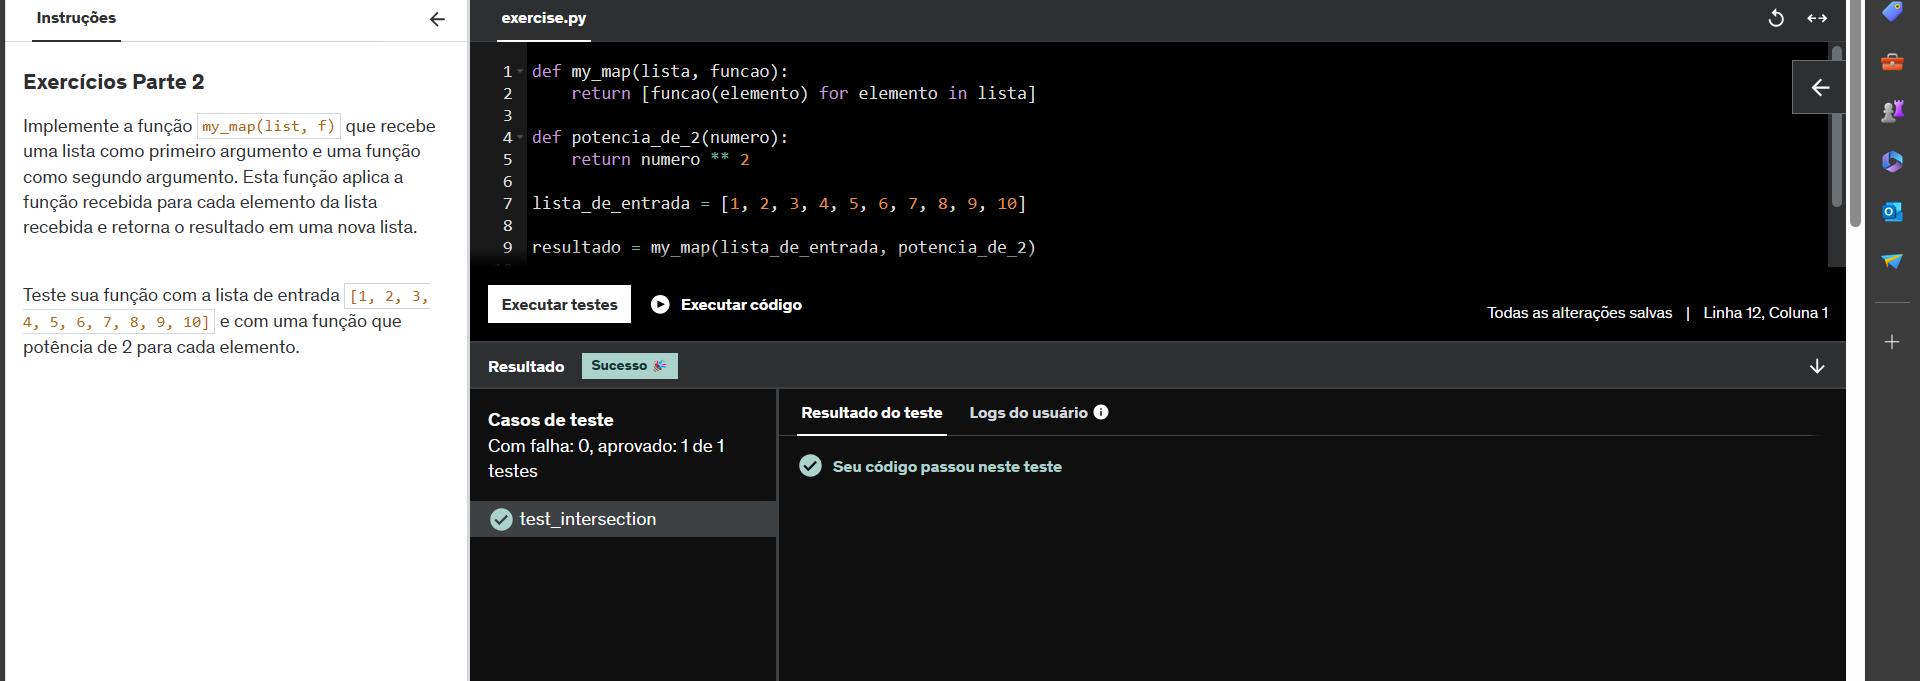 Instruções
Exercícios Parte 2
Implemente a função my_map(list, f) que recebe
uma lista como primeiro argumento e uma função
como segundo argumento. Esta função aplica a
função recebida para cada elemento da lista
recebida e retorna o resultado em uma nova lista.
Teste sua função com a lista de entrada [1, 2, 3,
4, 5, 6, 7, 8, 9, 10] e com uma função que
potência de 2 para cada elemento.
exercise.py
1 def my_map(lista, funcao):
2     return [funcao(elemento) for elemento in lista]
3
4 def potencia_de_2(numero):
5     return numero ** 2
6
7 lista_de_entrada = [1, 2, 3, 4, 5, 6, 7, 8, 9, 10]
8
9 resultado = my_map(lista_de_entrada, potencia_de_2)
Executar testes
Executar código
Todas as alterações salvas | Linha 12, Coluna 1
Resultado
Sucesso 🎉
Casos de teste
Com falha: 0, aprovado: 1 de 1
testes
test_intersection
Resultado do teste
Logs do usuário
Seu código passou neste teste